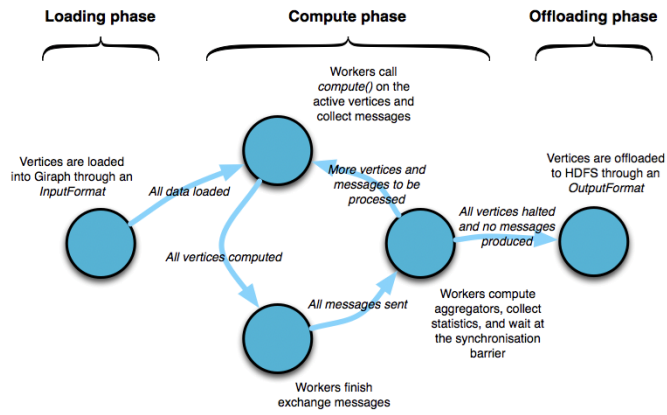 Loading phase
Compute phase
Offloading phase
Workers call
compute() on the
active vertices and
collect messages
Vertices are loaded
into Giraph through an
InputFormat
All data loaded
More vertices and
messages to be
processed
Vertices are offloaded
to HDFS through an
OutputFormat
All vertices halted
and no messages
produced
All vertices computed
All messages sent
Workers compute
aggregators, collect
statistics, and wait at
the synchronisation
barrier
Workers finish
exchange messages